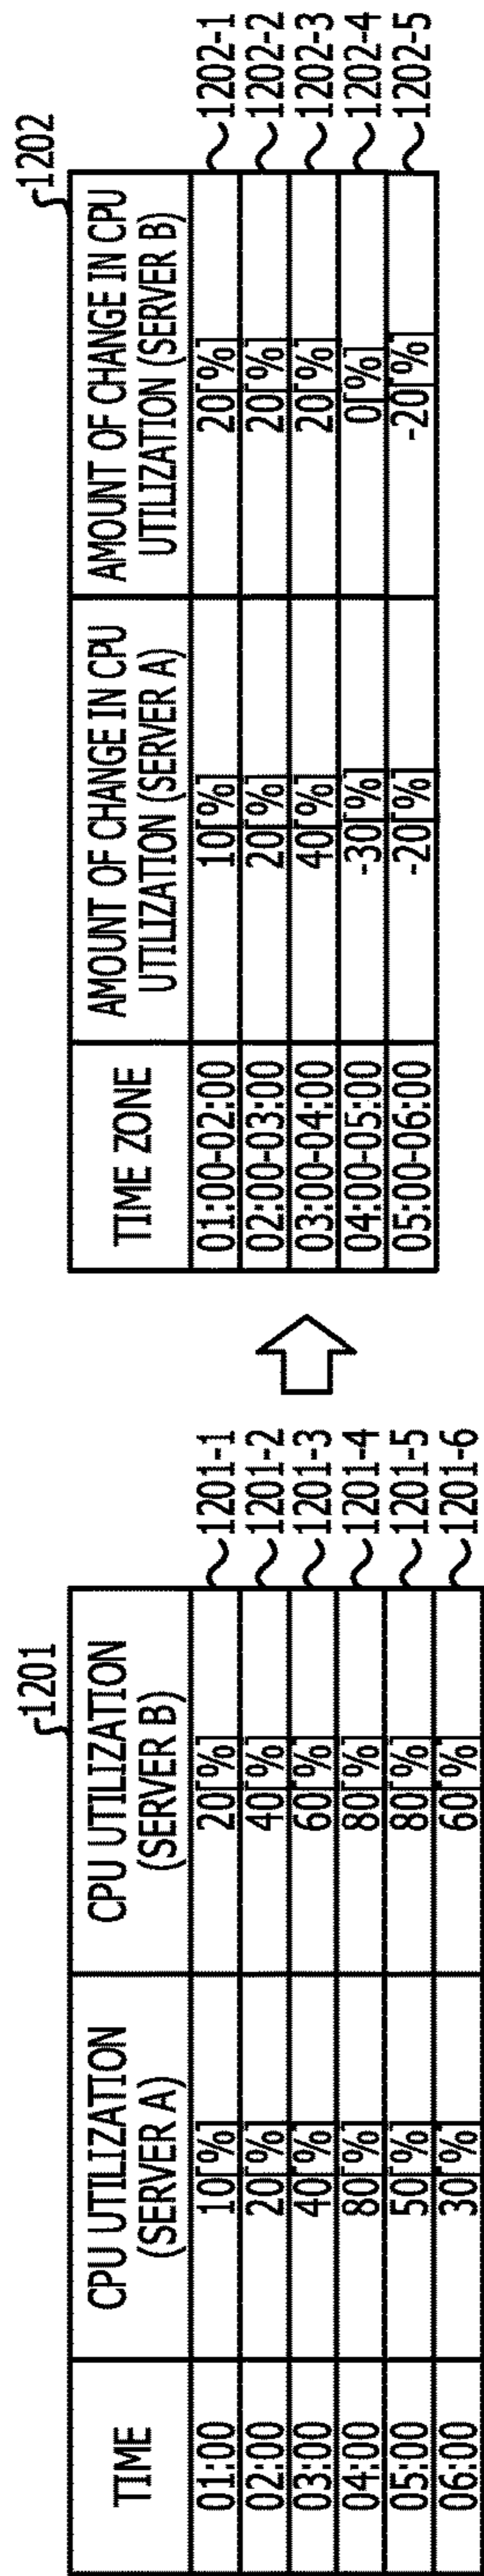 1201
TIME CPU UTILIZATION (SERVER A) CPU UTILIZATION (SERVER B)
01:00 10[%] 20[%] 1201-1
02:00 20[%] 40[%] 1201-2
03:00 40[%] 60[%] 1201-3
04:00 80[%] 80[%] 1201-4
05:00 50[%] 80[%] 1201-5
06:00 30[%] 60[%] 1201-6
1202
TIME ZONE AMOUNT OF CHANGE IN CPU UTILIZATION (SERVER A) AMOUNT OF CHANGE IN CPU UTILIZATION (SERVER B)
01:00-02:00 10[%] 20[%] 1202-1
02:00-03:00 20[%] 20[%] 1202-2
03:00-04:00 40[%] 20[%] 1202-3
04:00-05:00 -30[%] 0[%] 1202-4
05:00-06:00 -20[%] -20[%] 1202-5